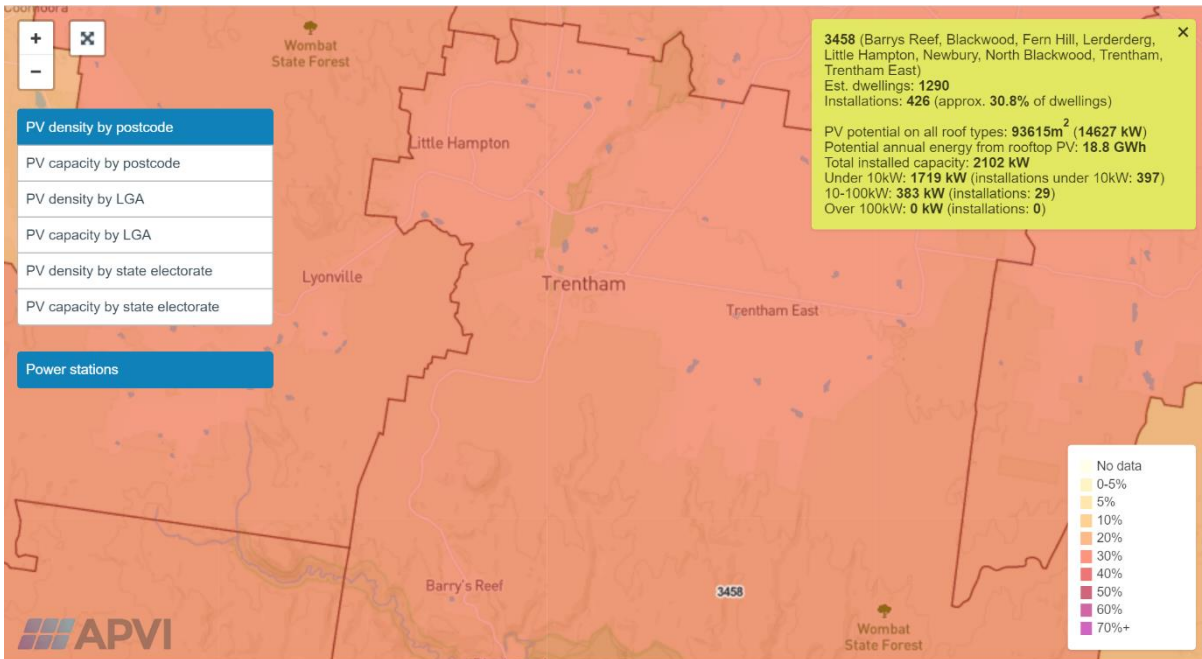 Coomoora
+
−
Wombat
State Forest
3458 (Barrys Reef, Blackwood, Fern Hill, Lerderderg,
Little Hampton, Newbury, North Blackwood, Trentham,
Trentham East)
Est. dwellings: 1290
Installations: 426 (approx. 30.8% of dwellings)
PV potential on all roof types: 93615m² (14627 kW)
Potential annual energy from rooftop PV: 18.8 GWh
Total installed capacity: 2102 kW
Under 10kW: 1719 kW (installations under 10kW: 397)
10-100kW: 383 kW (installations: 29)
Over 100kW: 0 kW (installations: 0)
×
PV density by postcode
PV capacity by postcode
PV density by LGA
PV capacity by LGA
PV density by state electorate
PV capacity by state electorate
Power stations
Little Hampton
Lyonville
Trentham
Trentham East
Barry's Reef
3458
Wombat
State Forest
No data
0-5%
5%
10%
20%
30%
40%
50%
60%
70%+
APVI